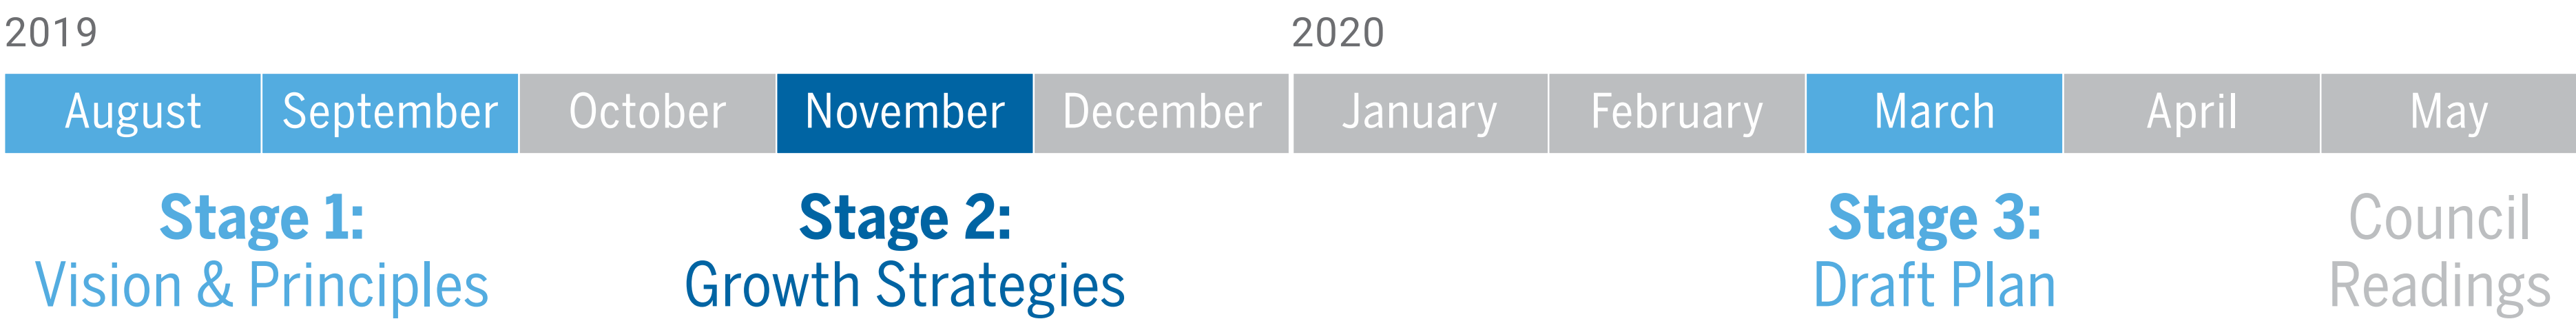 2019 2020
August September October November December January February March April May
Stage 1: Stage 2: Stage 3: Council
Vision & Principles Growth Strategies Draft Plan Readings